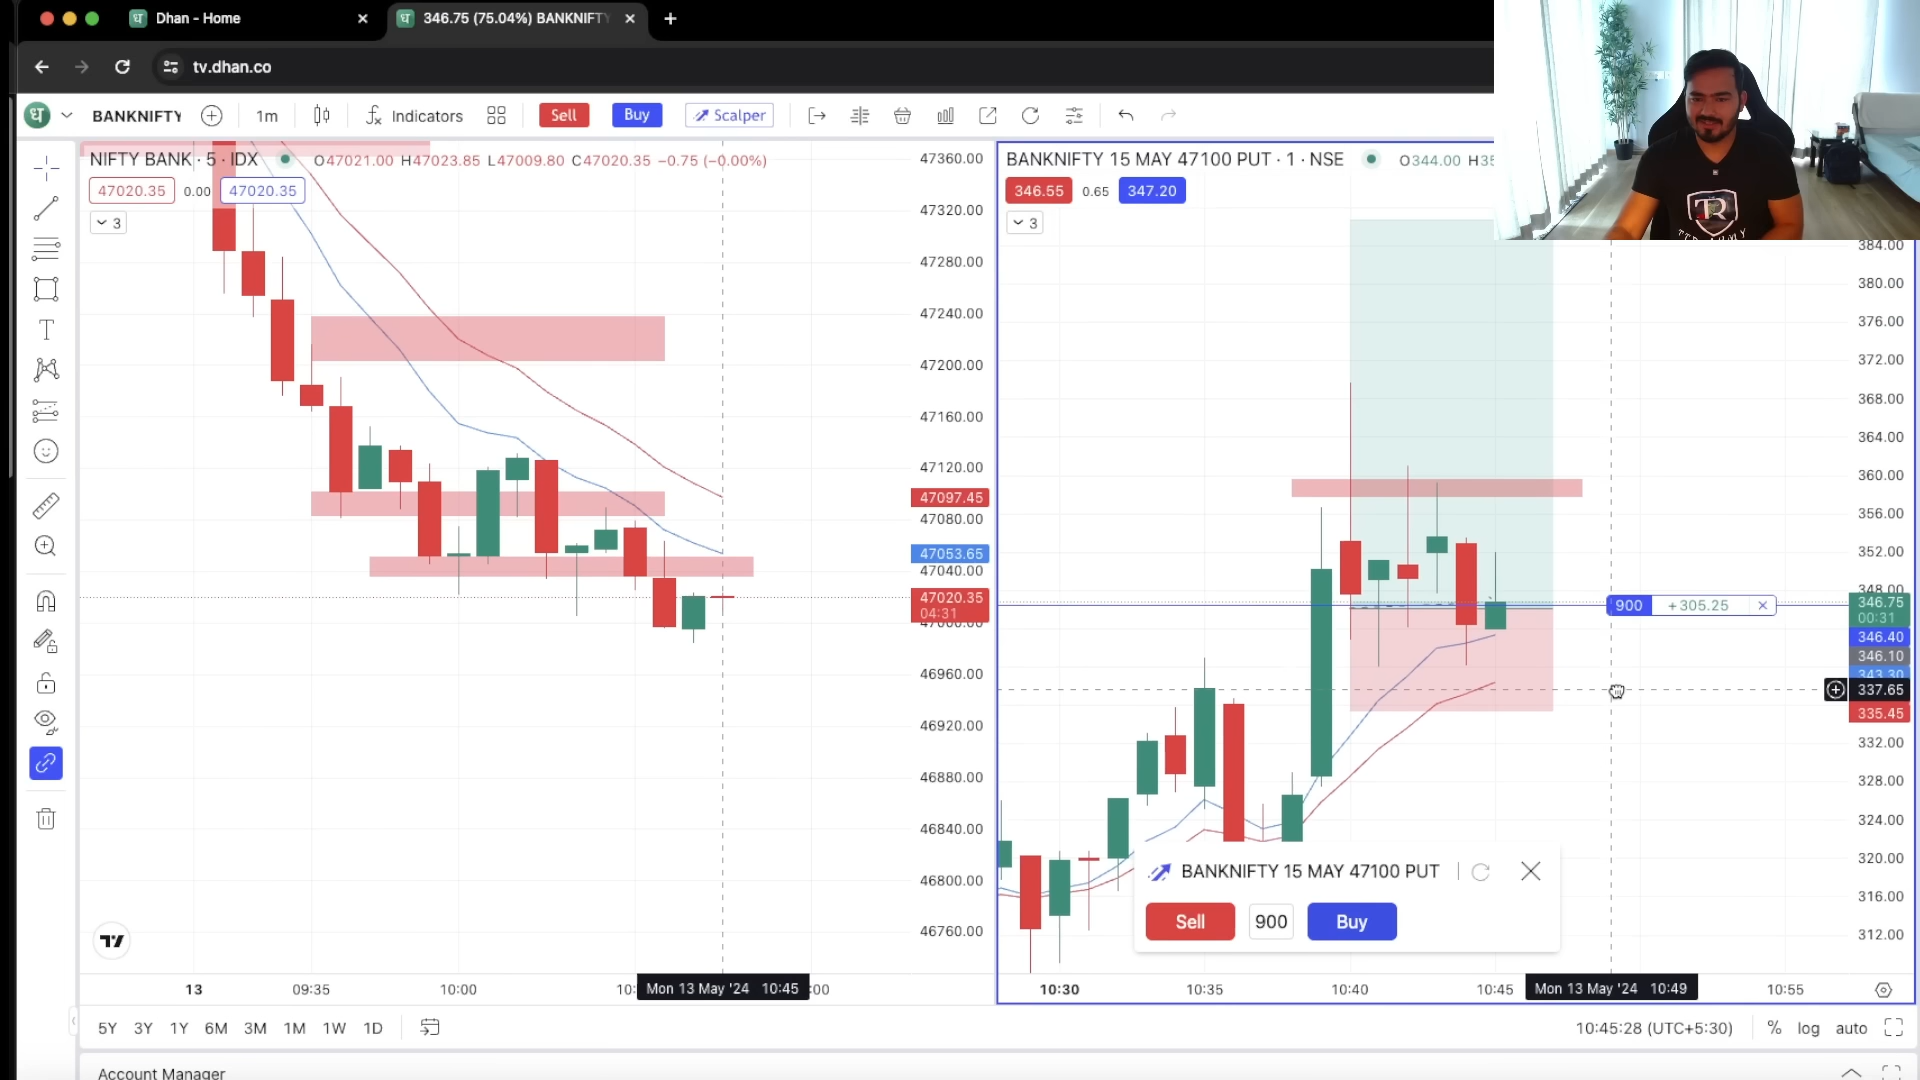 Dhan - Home
346.75 (75.04%) BANKNIFTY
tv.dhan.co
BANKNIFTY
1m
Indicators
Sell
Buy
Scalper
NIFTY BANK · 5 · IDX O47021.00 H47023.85 L47009.80 C47020.35 −0.75 (−0.00%)
47020.35 0.00 47020.35
3
47360.00
47320.00
47280.00
47240.00
47200.00
47160.00
47120.00
47097.45
47080.00
47053.65
47040.00
47020.35
04:31
47000.00
46960.00
46920.00
46880.00
46840.00
46800.00
46760.00
13 09:35 10:00 10: Mon 13 May '24 10:45 :00
BANKNIFTY 15 MAY 47100 PUT · 1 · NSE O344.00 H35
346.55 0.65 347.20
3
384.00
380.00
376.00
372.00
368.00
364.00
360.00
356.00
352.00
348.00
900 +305.25
346.75
00:31
346.40
346.10
343.30
337.65
335.45
332.00
328.00
324.00
320.00
316.00
312.00
BANKNIFTY 15 MAY 47100 PUT
Sell 900 Buy
10:30 10:35 10:40 10:45 Mon 13 May '24 10:49 10:55
5Y 3Y 1Y 6M 3M 1M 1W 1D
10:45:28 (UTC+5:30) % log auto
Account Manager